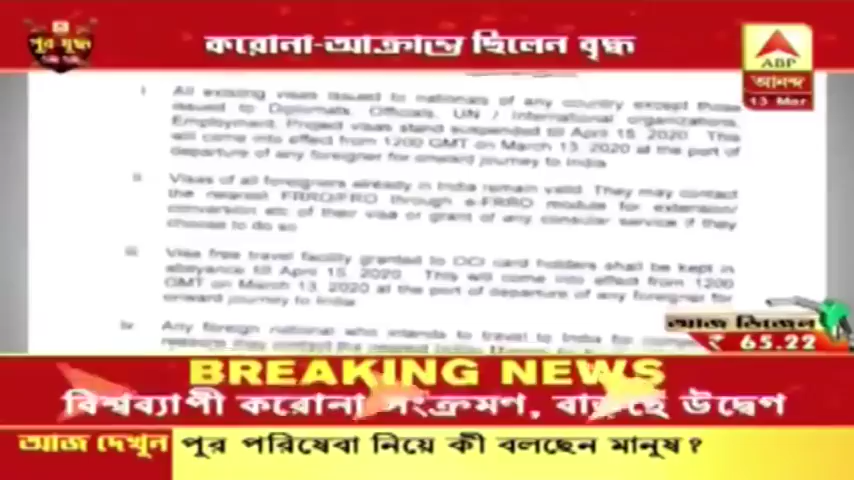 পুর যুদ্ধ
করোনা-আক্রান্ত ছিলেন বৃদ্ধ
ABP
আনন্দ
13 Mar
i. All existing visas issued to nationals of any country except those
issued to Diplomats, Officials, UN / International organizations,
Employment, Project visas stand suspended till April 15, 2020. This
will come into effect from 1200 GMT on March 13, 2020 at the port of
departure of any foreigner for onward journey to India
ii. Visas of all foreigners already in India remain valid. They may contact
the nearest FRRO/FRO through e-FRRO module for extension/
conversion etc of their visa or grant of any consular service if they
choose to do so
iii. Visa free travel facility granted to OCI card holders shall be kept in
abeyance till April 15, 2020. This will come into effect from 1200
GMT on March 13, 2020 at the port of departure of any foreigner for
onward journey to India
iv. Any foreign national who intends to travel to India for
reasons may contact the nearest Indian
আজ ডিজেল
₹ 65.22
BREAKING NEWS
বিশ্বব্যাপী করোনা সংক্রমণ, বাড়ছে উদ্বেগ
আজ দেখুন পুর পরিষেবা নিয়ে কী বলছেন মানুষ?